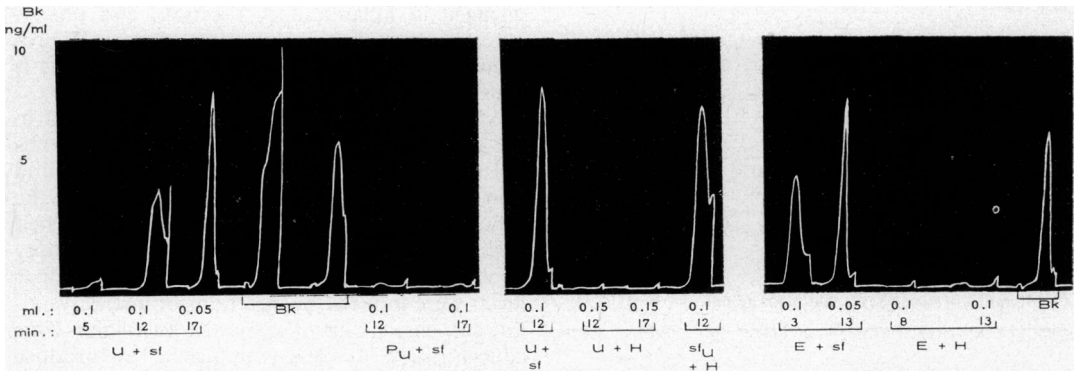 Bk
ng/ml
10
5
ml.: 0.1 0.1 0.05 Bk 0.1 0.1 0.1 0.15 0.15 0.1 0.1 0.05 0.1 0.1 Bk
min.: 5 12 17 12 17 12 12 17 12 3 13 8 13
U + sf PU + sf U + U + H sfU E + sf E + H
sf + H